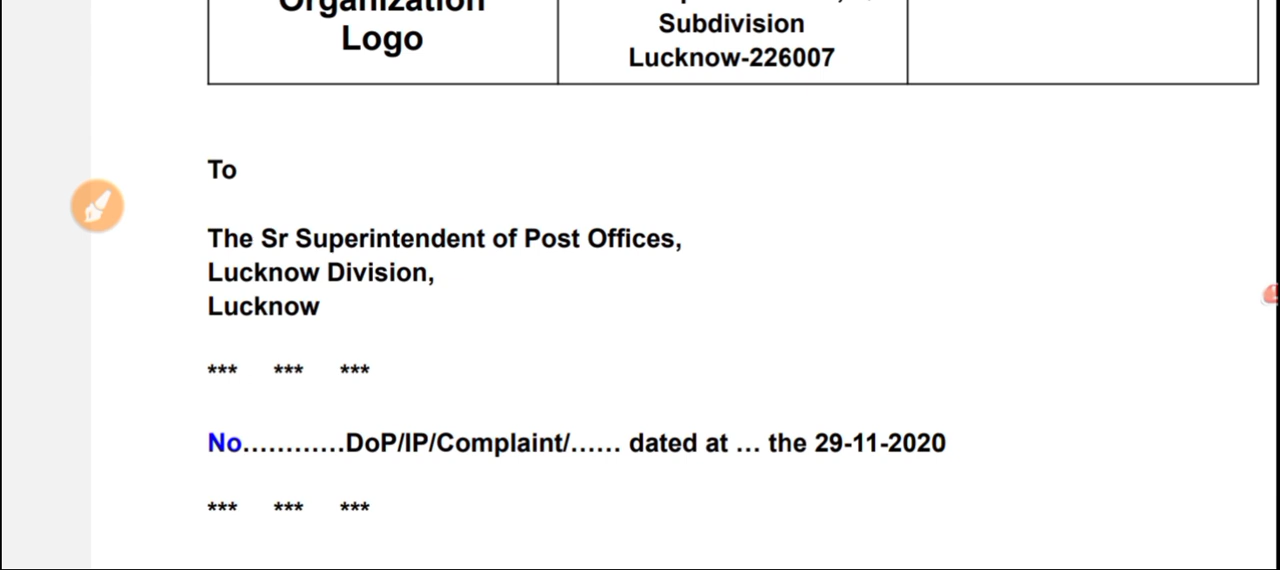 Organization
Logo
Subdivision
Lucknow-226007
To
The Sr Superintendent of Post Offices,
Lucknow Division,
Lucknow
*** *** ***
No............DoP/IP/Complaint/...... dated at ... the 29-11-2020
*** *** ***